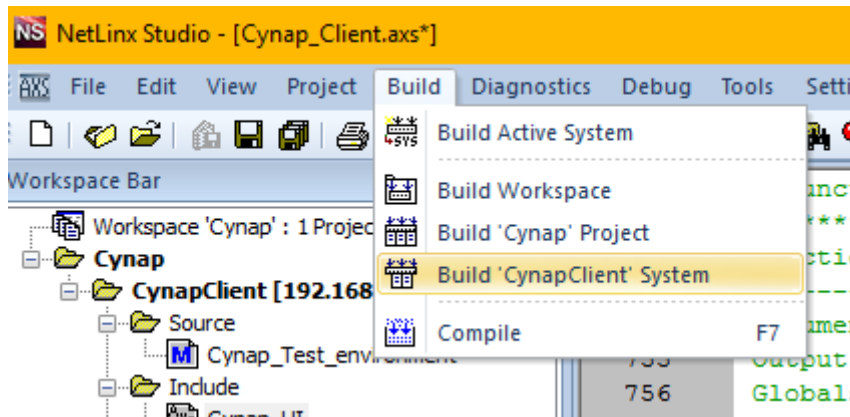 NS NetLinx Studio - [Cynap_Client.axs*]
AXS File Edit View Project Build Diagnostics Debug Tools Setti
SYS Build Active System
Workspace Bar
Build Workspace
Workspace 'Cynap' : 1 Projec
Build 'Cynap' Project
Cynap
Build 'CynapClient' System
CynapClient [192.168
Source
Compile F7
M Cynap_Test_environment
Output
Include
756 Global